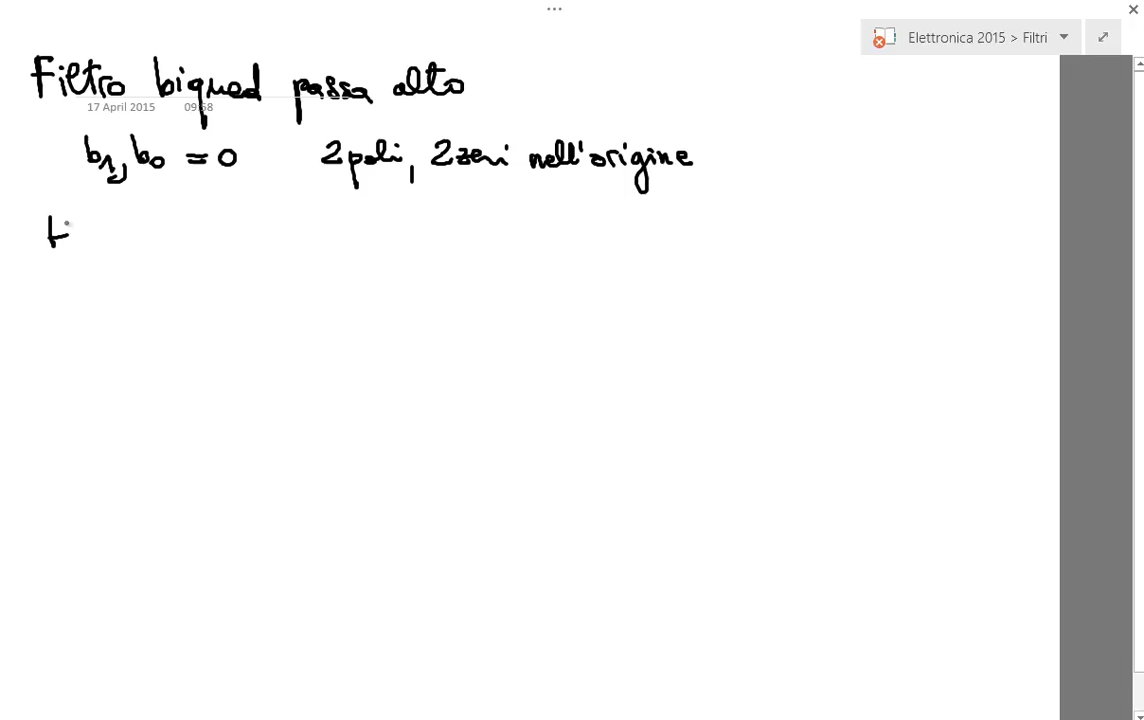 Elettronica 2015 > Filtri
Filtro biquad passa alto
17 April 2015 09:58
b₁, b₀ = 0 2 poli, 2 zeri nell'origine